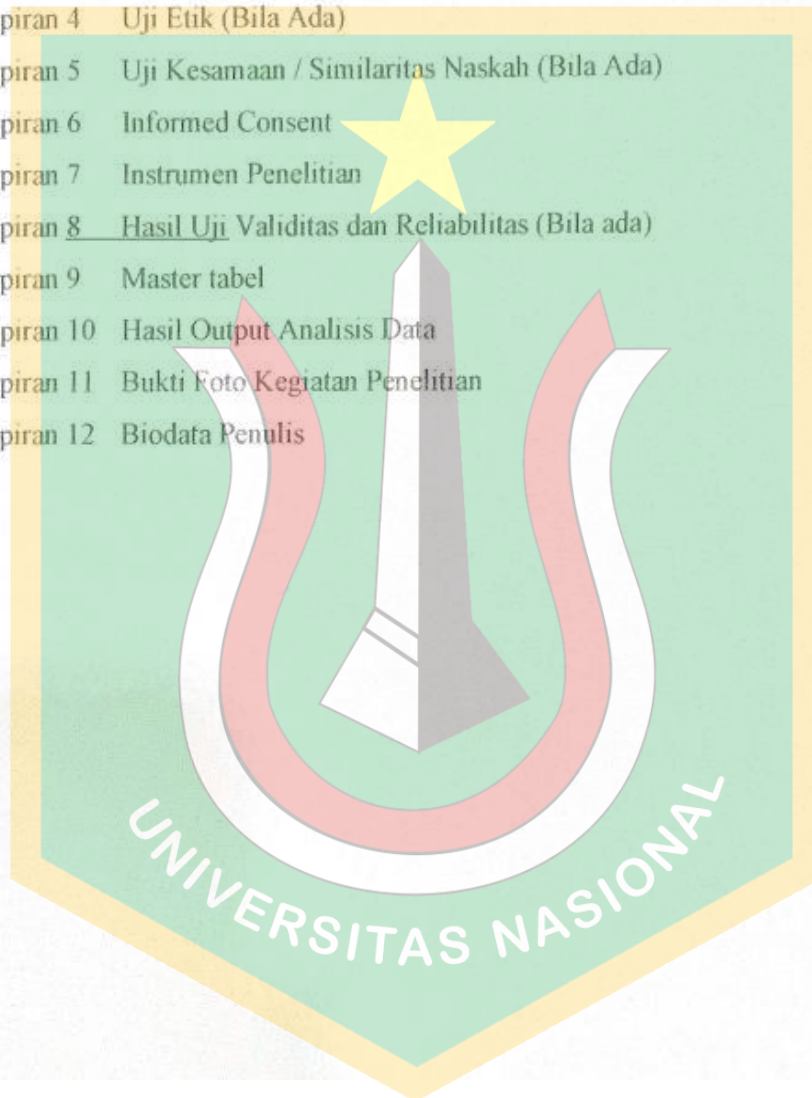 piran 4 Uji Etik (Bila Ada)
piran 5 Uji Kesamaan / Similaritas Naskah (Bila Ada)
piran 6 Informed Consent
piran 7 Instrumen Penelitian
piran 8 Hasil Uji Validitas dan Reliabilitas (Bila ada)
piran 9 Master tabel
piran 10 Hasil Output Analisis Data
piran 11 Bukti Foto Kegiatan Penelitian
piran 12 Biodata Penulis
UNIVERSITAS NASIONAL